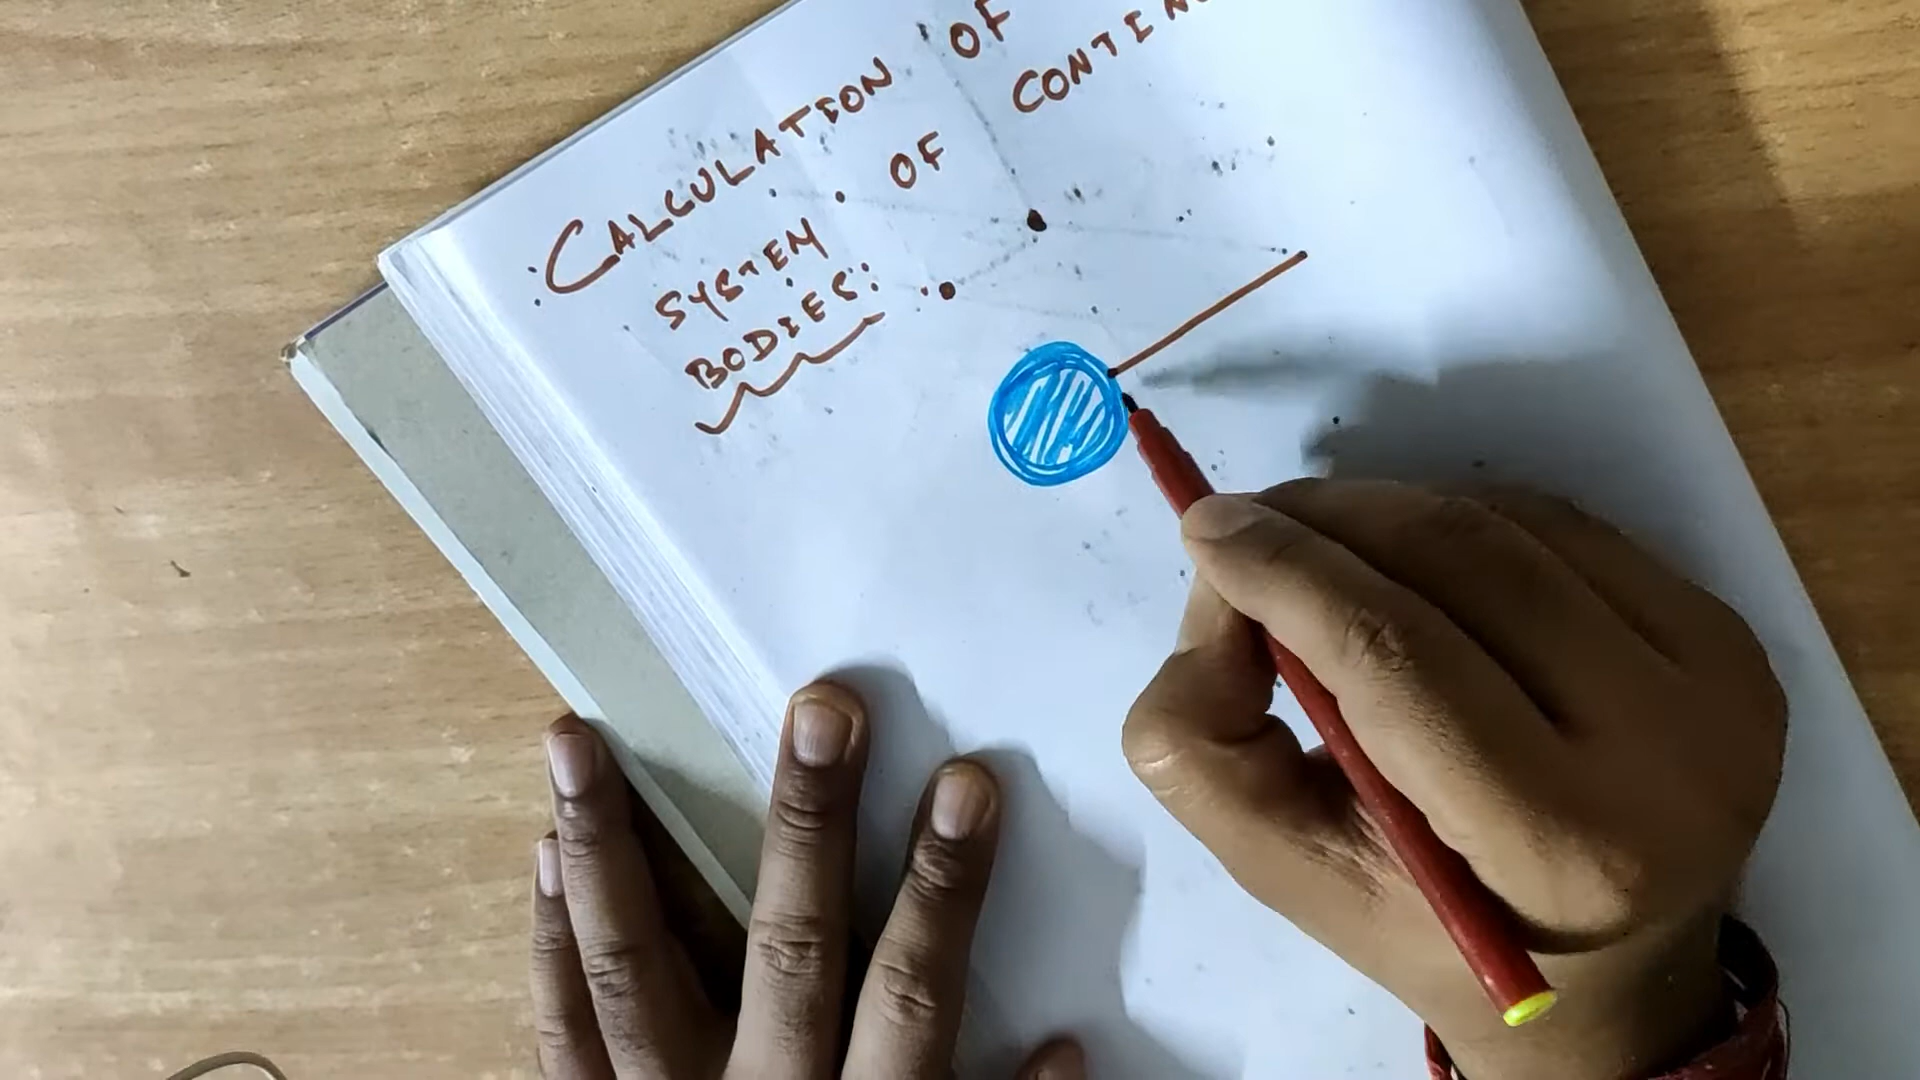 CALCULATION OF
SYSTEM OF
BODIES: